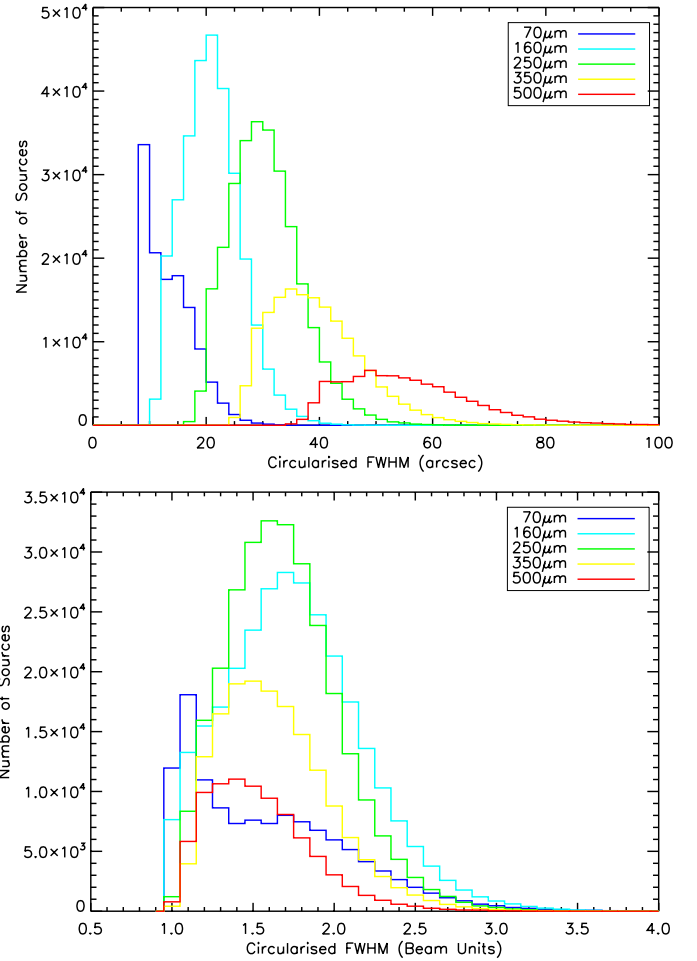 5×10⁴
4×10⁴
3×10⁴
2×10⁴
1×10⁴
0
Number of Sources
70μm
160μm
250μm
350μm
500μm
0 20 40 60 80 100
Circularised FWHM (arcsec)
3.5×10⁴
3.0×10⁴
2.5×10⁴
2.0×10⁴
1.5×10⁴
1.0×10⁴
5.0×10³
0
Number of Sources
70μm
160μm
250μm
350μm
500μm
0.5 1.0 1.5 2.0 2.5 3.0 3.5 4.0
Circularised FWHM (Beam Units)